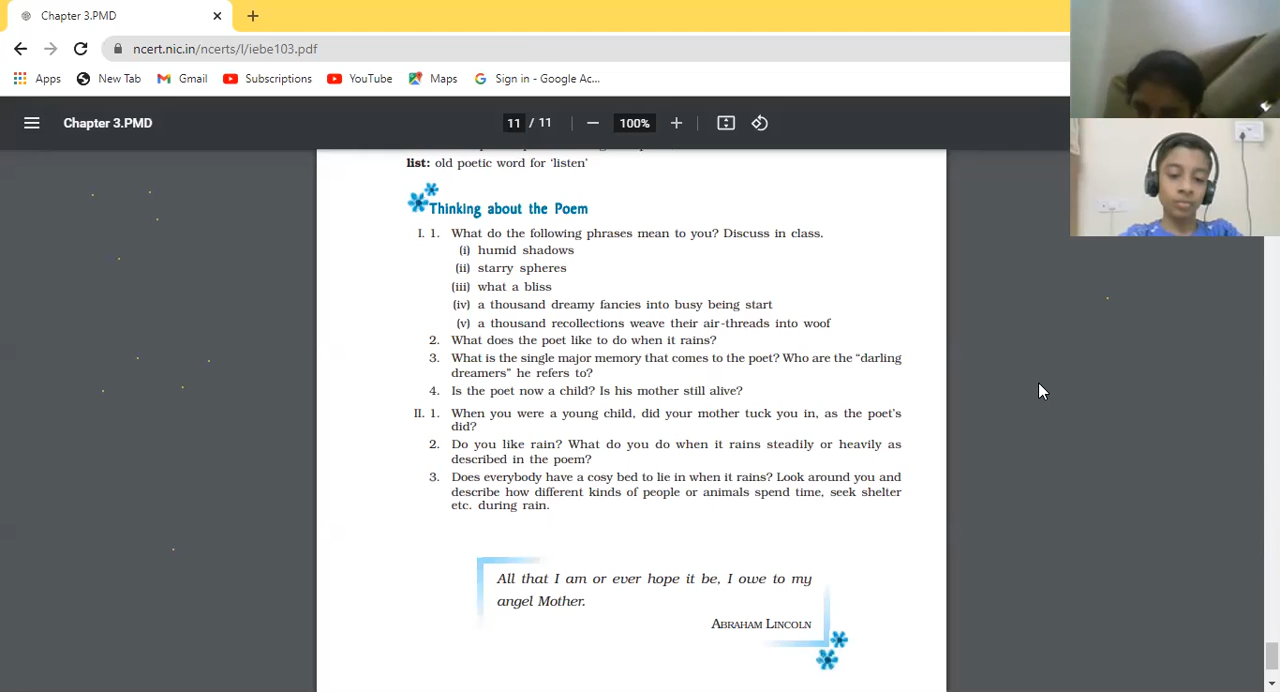 Chapter 3.PMD
ncert.nic.in/ncerts/l/iebe103.pdf
Apps New Tab Gmail Subscriptions YouTube Maps Sign in - Google Ac...
Chapter 3.PMD 11 / 11 100%
list: old poetic word for 'listen'
Thinking about the Poem
I. 1. What do the following phrases mean to you? Discuss in class.
(i) humid shadows
(ii) starry spheres
(iii) what a bliss
(iv) a thousand dreamy fancies into busy being start
(v) a thousand recollections weave their air-threads into woof
2. What does the poet like to do when it rains?
3. What is the single major memory that comes to the poet? Who are the "darling
dreamers" he refers to?
4. Is the poet now a child? Is his mother still alive?
II. 1. When you were a young child, did your mother tuck you in, as the poet's
did?
2. Do you like rain? What do you do when it rains steadily or heavily as
described in the poem?
3. Does everybody have a cosy bed to lie in when it rains? Look around you and
describe how different kinds of people or animals spend time, seek shelter
etc. during rain.
All that I am or ever hope it be, I owe to my
angel Mother.
ABRAHAM LINCOLN